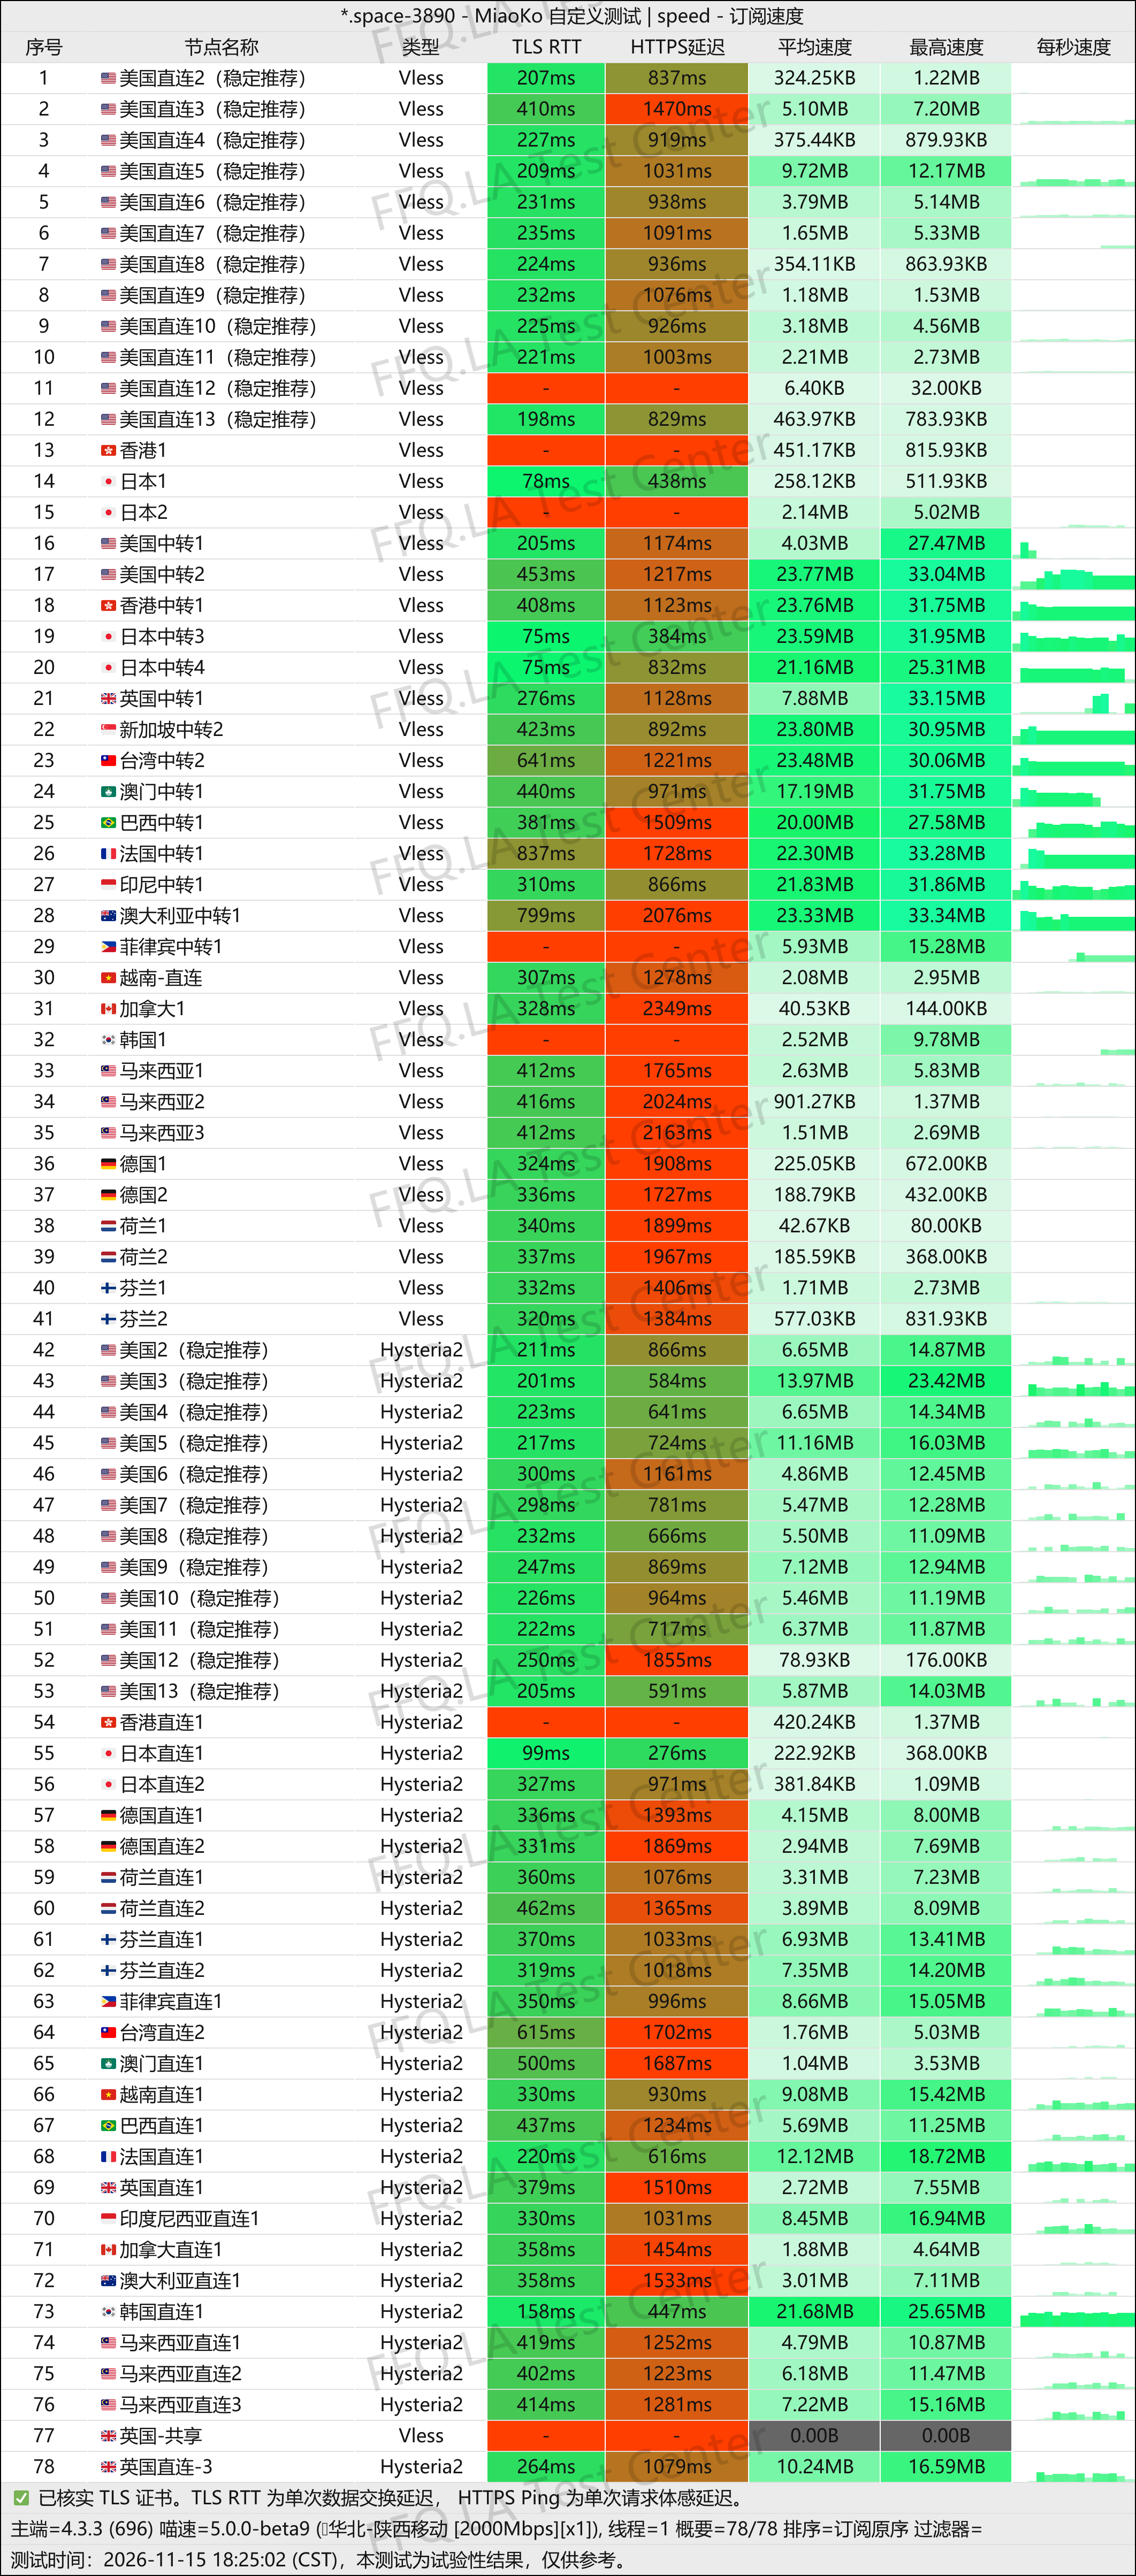 *.space-3890 - MiaoKo 自定义测试 | speed - 订阅速度
序号 节点名称 类型 TLS RTT HTTPS延迟 平均速度 最高速度 每秒速度
1 美国直连2（稳定推荐） Vless 207ms 837ms 324.25KB 1.22MB
2 美国直连3（稳定推荐） Vless 410ms 1470ms 5.10MB 7.20MB
3 美国直连4（稳定推荐） Vless 227ms 919ms 375.44KB 879.93KB
4 美国直连5（稳定推荐） Vless 209ms 1031ms 9.72MB 12.17MB
5 美国直连6（稳定推荐） Vless 231ms 938ms 3.79MB 5.14MB
6 美国直连7（稳定推荐） Vless 235ms 1091ms 1.65MB 5.33MB
7 美国直连8（稳定推荐） Vless 224ms 936ms 354.11KB 863.93KB
8 美国直连9（稳定推荐） Vless 232ms 1076ms 1.18MB 1.53MB
9 美国直连10（稳定推荐） Vless 225ms 926ms 3.18MB 4.56MB
10 美国直连11（稳定推荐） Vless 221ms 1003ms 2.21MB 2.73MB
11 美国直连12（稳定推荐） Vless - - 6.40KB 32.00KB
12 美国直连13（稳定推荐） Vless 198ms 829ms 463.97KB 783.93KB
13 香港1 Vless - - 451.17KB 815.93KB
14 日本1 Vless 78ms 438ms 258.12KB 511.93KB
15 日本2 Vless - - 2.14MB 5.02MB
16 美国中转1 Vless 205ms 1174ms 4.03MB 27.47MB
17 美国中转2 Vless 453ms 1217ms 23.77MB 33.04MB
18 香港中转1 Vless 408ms 1123ms 23.76MB 31.75MB
19 日本中转3 Vless 75ms 384ms 23.59MB 31.95MB
20 日本中转4 Vless 75ms 832ms 21.16MB 25.31MB
21 英国中转1 Vless 276ms 1128ms 7.88MB 33.15MB
22 新加坡中转2 Vless 423ms 892ms 23.80MB 30.95MB
23 台湾中转2 Vless 641ms 1221ms 23.48MB 30.06MB
24 澳门中转1 Vless 440ms 971ms 17.19MB 31.75MB
25 巴西中转1 Vless 381ms 1509ms 20.00MB 27.58MB
26 法国中转1 Vless 837ms 1728ms 22.30MB 33.28MB
27 印尼中转1 Vless 310ms 866ms 21.83MB 31.86MB
28 澳大利亚中转1 Vless 799ms 2076ms 23.33MB 33.34MB
29 菲律宾中转1 Vless - - 5.93MB 15.28MB
30 越南-直连 Vless 307ms 1278ms 2.08MB 2.95MB
31 加拿大1 Vless 328ms 2349ms 40.53KB 144.00KB
32 韩国1 Vless - - 2.52MB 9.78MB
33 马来西亚1 Vless 412ms 1765ms 2.63MB 5.83MB
34 马来西亚2 Vless 416ms 2024ms 901.27KB 1.37MB
35 马来西亚3 Vless 412ms 2163ms 1.51MB 2.69MB
36 德国1 Vless 324ms 1908ms 225.05KB 672.00KB
37 德国2 Vless 336ms 1727ms 188.79KB 432.00KB
38 荷兰1 Vless 340ms 1899ms 42.67KB 80.00KB
39 荷兰2 Vless 337ms 1967ms 185.59KB 368.00KB
40 芬兰1 Vless 332ms 1406ms 1.71MB 2.73MB
41 芬兰2 Vless 320ms 1384ms 577.03KB 831.93KB
42 美国2（稳定推荐） Hysteria2 211ms 866ms 6.65MB 14.87MB
43 美国3（稳定推荐） Hysteria2 201ms 584ms 13.97MB 23.42MB
44 美国4（稳定推荐） Hysteria2 223ms 641ms 6.65MB 14.34MB
45 美国5（稳定推荐） Hysteria2 217ms 724ms 11.16MB 16.03MB
46 美国6（稳定推荐） Hysteria2 300ms 1161ms 4.86MB 12.45MB
47 美国7（稳定推荐） Hysteria2 298ms 781ms 5.47MB 12.28MB
48 美国8（稳定推荐） Hysteria2 232ms 666ms 5.50MB 11.09MB
49 美国9（稳定推荐） Hysteria2 247ms 869ms 7.12MB 12.94MB
50 美国10（稳定推荐） Hysteria2 226ms 964ms 5.46MB 11.19MB
51 美国11（稳定推荐） Hysteria2 222ms 717ms 6.37MB 11.87MB
52 美国12（稳定推荐） Hysteria2 250ms 1855ms 78.93KB 176.00KB
53 美国13（稳定推荐） Hysteria2 205ms 591ms 5.87MB 14.03MB
54 香港直连1 Hysteria2 - - 420.24KB 1.37MB
55 日本直连1 Hysteria2 99ms 276ms 222.92KB 368.00KB
56 日本直连2 Hysteria2 327ms 971ms 381.84KB 1.09MB
57 德国直连1 Hysteria2 336ms 1393ms 4.15MB 8.00MB
58 德国直连2 Hysteria2 331ms 1869ms 2.94MB 7.69MB
59 荷兰直连1 Hysteria2 360ms 1076ms 3.31MB 7.23MB
60 荷兰直连2 Hysteria2 462ms 1365ms 3.89MB 8.09MB
61 芬兰直连1 Hysteria2 370ms 1033ms 6.93MB 13.41MB
62 芬兰直连2 Hysteria2 319ms 1018ms 7.35MB 14.20MB
63 菲律宾直连1 Hysteria2 350ms 996ms 8.66MB 15.05MB
64 台湾直连2 Hysteria2 615ms 1702ms 1.76MB 5.03MB
65 澳门直连1 Hysteria2 500ms 1687ms 1.04MB 3.53MB
66 越南直连1 Hysteria2 330ms 930ms 9.08MB 15.42MB
67 巴西直连1 Hysteria2 437ms 1234ms 5.69MB 11.25MB
68 法国直连1 Hysteria2 220ms 616ms 12.12MB 18.72MB
69 英国直连1 Hysteria2 379ms 1510ms 2.72MB 7.55MB
70 印度尼西亚直连1 Hysteria2 330ms 1031ms 8.45MB 16.94MB
71 加拿大直连1 Hysteria2 358ms 1454ms 1.88MB 4.64MB
72 澳大利亚直连1 Hysteria2 358ms 1533ms 3.01MB 7.11MB
73 韩国直连1 Hysteria2 158ms 447ms 21.68MB 25.65MB
74 马来西亚直连1 Hysteria2 419ms 1252ms 4.79MB 10.87MB
75 马来西亚直连2 Hysteria2 402ms 1223ms 6.18MB 11.47MB
76 马来西亚直连3 Hysteria2 414ms 1281ms 7.22MB 15.16MB
77 英国-共享 Vless - - 0.00B 0.00B
78 英国直连-3 Hysteria2 264ms 1079ms 10.24MB 16.59MB
✅ 已核实 TLS 证书。TLS RTT 为单次数据交换延迟， HTTPS Ping 为单次请求体感延迟。
主端=4.3.3 (696) 喵速=5.0.0-beta9 (华北-陕西移动 [2000Mbps][x1]), 线程=1 概要=78/78 排序=订阅原序 过滤器=
测试时间：2026-11-15 18:25:02 (CST)，本测试为试验性结果，仅供参考。
FFQ.LA Test Center